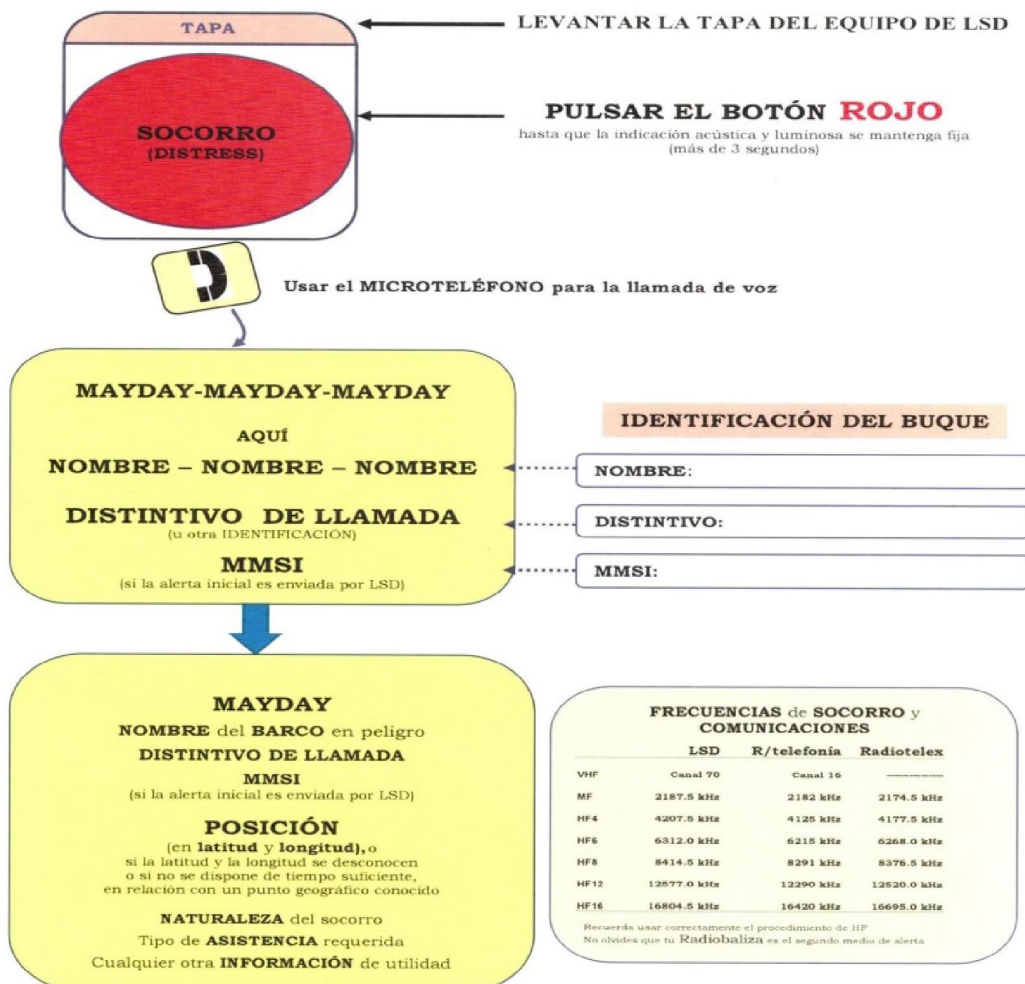 TAPA
LEVANTAR LA TAPA DEL EQUIPO DE LSD
SOCORRO
(DISTRESS)
PULSAR EL BOTÓN ROJO
hasta que la indicación acústica y luminosa se mantenga fija
(más de 3 segundos)
Usar el MICROTELÉFONO para la llamada de voz
MAYDAY-MAYDAY-MAYDAY
AQUÍ
NOMBRE – NOMBRE – NOMBRE
DISTINTIVO DE LLAMADA
(u otra IDENTIFICACIÓN)
MMSI
(si la alerta inicial es enviada por LSD)
IDENTIFICACIÓN DEL BUQUE
NOMBRE:
DISTINTIVO:
MMSI:
MAYDAY
NOMBRE del BARCO en peligro
DISTINTIVO DE LLAMADA
MMSI
(si la alerta inicial es enviada por LSD)
POSICIÓN
(en latitud y longitud), o
si la latitud y la longitud se desconocen
o si no se dispone de tiempo suficiente,
en relación con un punto geográfico conocido
NATURALEZA del socorro
Tipo de ASISTENCIA requerida
Cualquier otra INFORMACIÓN de utilidad
FRECUENCIAS de SOCORRO y
COMUNICACIONES
LSD R/telefonía Radiotelex
VHF Canal 70 Canal 16 ---------------
MF 2187.5 kHz 2182 kHz 2174.5 kHz
HF4 4207.5 kHz 4125 kHz 4177.5 kHz
HF6 6312.0 kHz 6215 kHz 6268.0 kHz
HF8 8414.5 kHz 8291 kHz 8376.5 kHz
HF12 12577.0 kHz 12290 kHz 12520.0 kHz
HF16 16804.5 kHz 16420 kHz 16695.0 kHz
Recuerda usar correctamente el procedimiento de HF
No olvides que tu Radiobaliza es el segundo medio de alerta